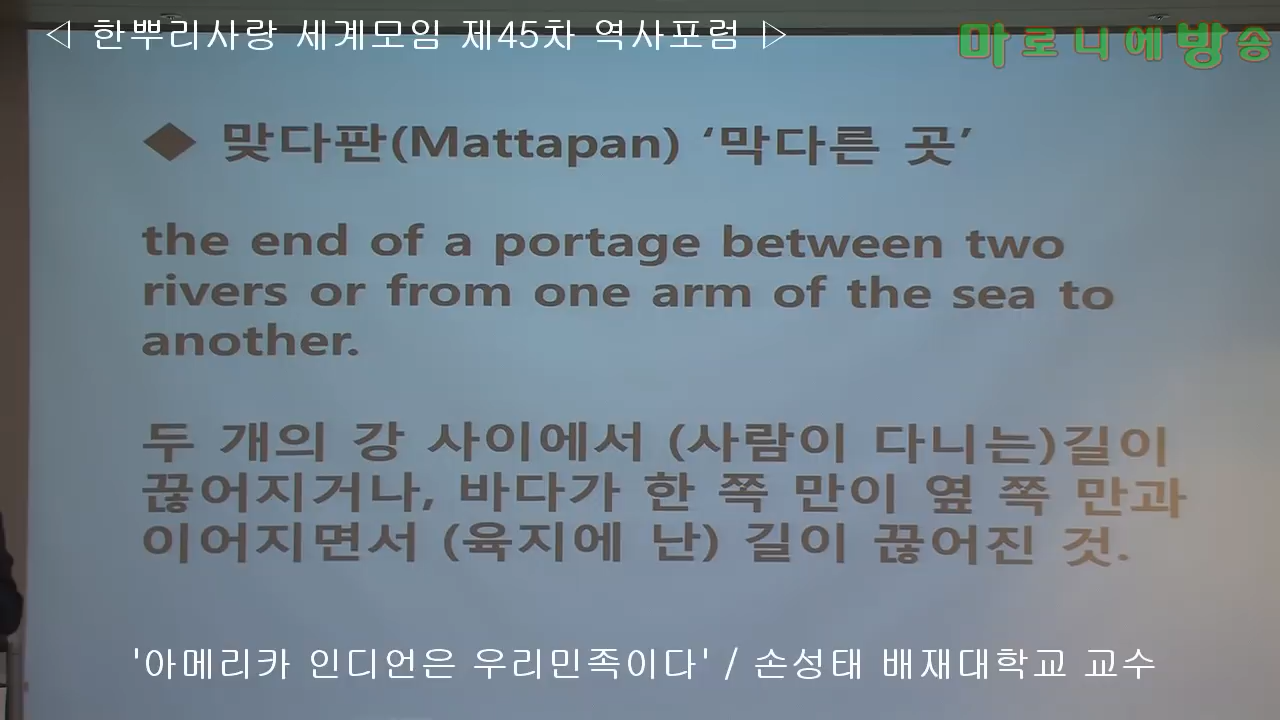 ◁ 한뿌리사랑 세계모임 제45차 역사포럼 ▷
마로니에방송
◆ 맞다판(Mattapan) ‘막다른 곳’
the end of a portage between two
rivers or from one arm of the sea to
another.
두 개의 강 사이에서 (사람이 다니는)길이
끊어지거나, 바다가 한 쪽 만이 옆 쪽 만과
이어지면서 (육지에 난) 길이 끊어진 것.
'아메리카 인디언은 우리민족이다' / 손성태 배재대학교 교수